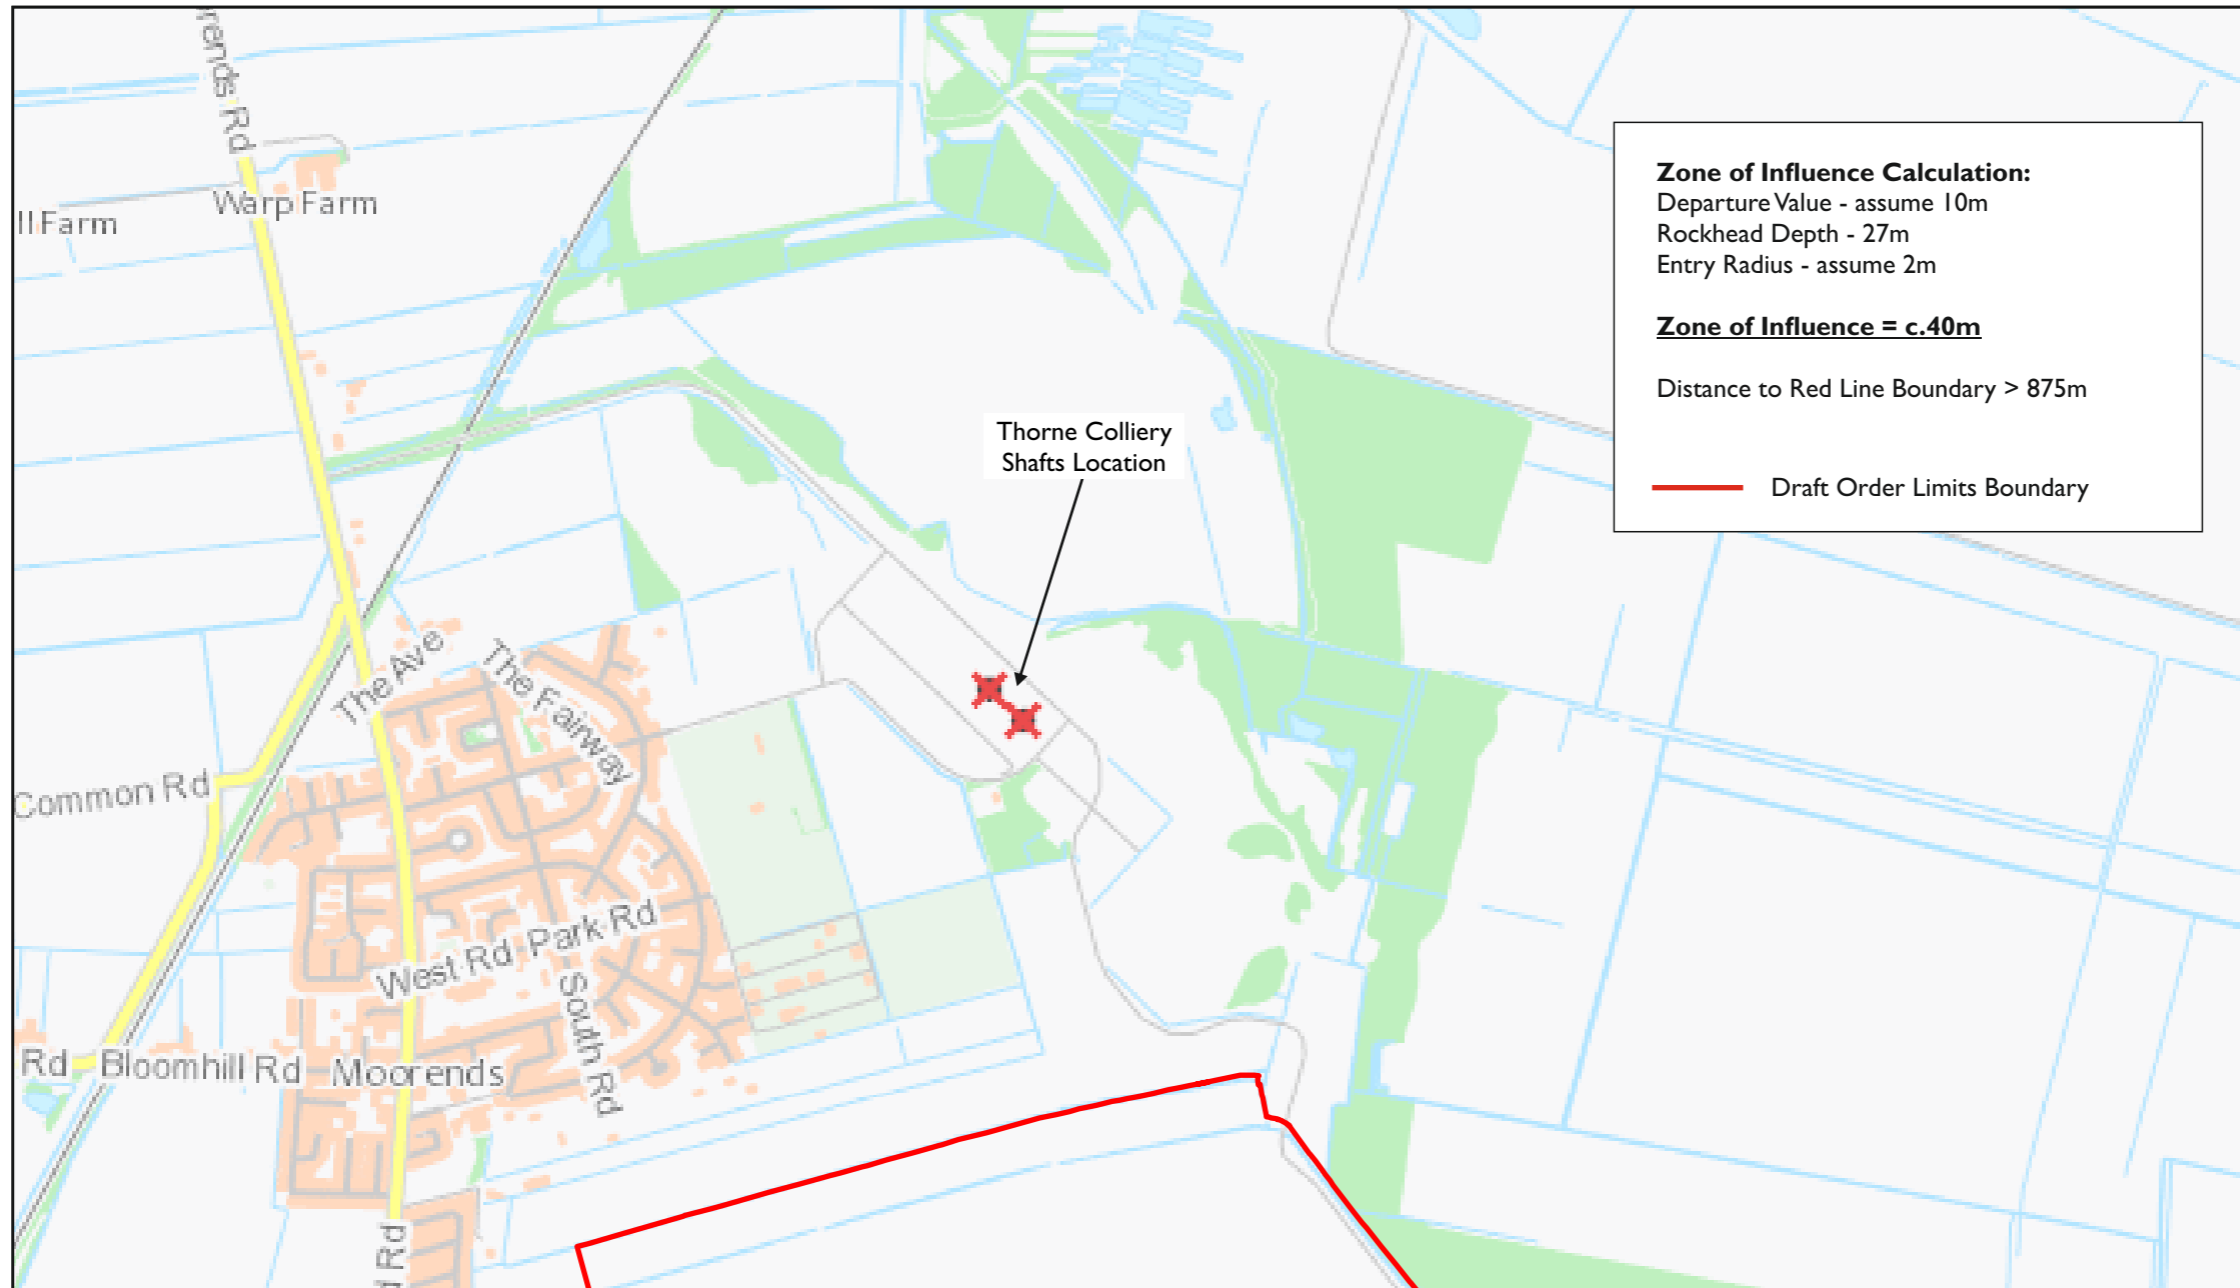 Warp Farm
Farm
Zone of Influence Calculation:
Departure Value - assume 10m
Rockhead Depth - 27m
Entry Radius - assume 2m
Zone of Influence = c.40m
Distance to Red Line Boundary > 875m
Draft Order Limits Boundary
Thorne Colliery
Shafts Location
The Ave
The Fairway
Common Rd
West Rd
Park Rd
South Rd
Rd
Bloomhill Rd
Moorends
Rd
Rd